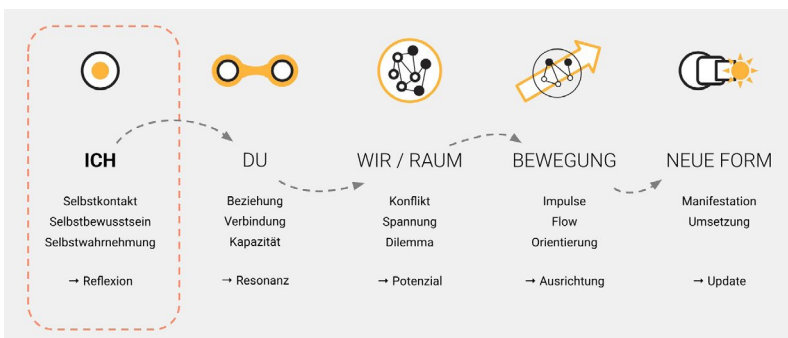 ICH
Selbstkontakt
Selbstbewusstsein
Selbstwahrnehmung
→ Reflexion
DU
Beziehung
Verbindung
Kapazität
→ Resonanz
WIR / RAUM
Konflikt
Spannung
Dilemma
→ Potenzial
BEWEGUNG
Impulse
Flow
Orientierung
→ Ausrichtung
NEUE FORM
Manifestation
Umsetzung
→ Update